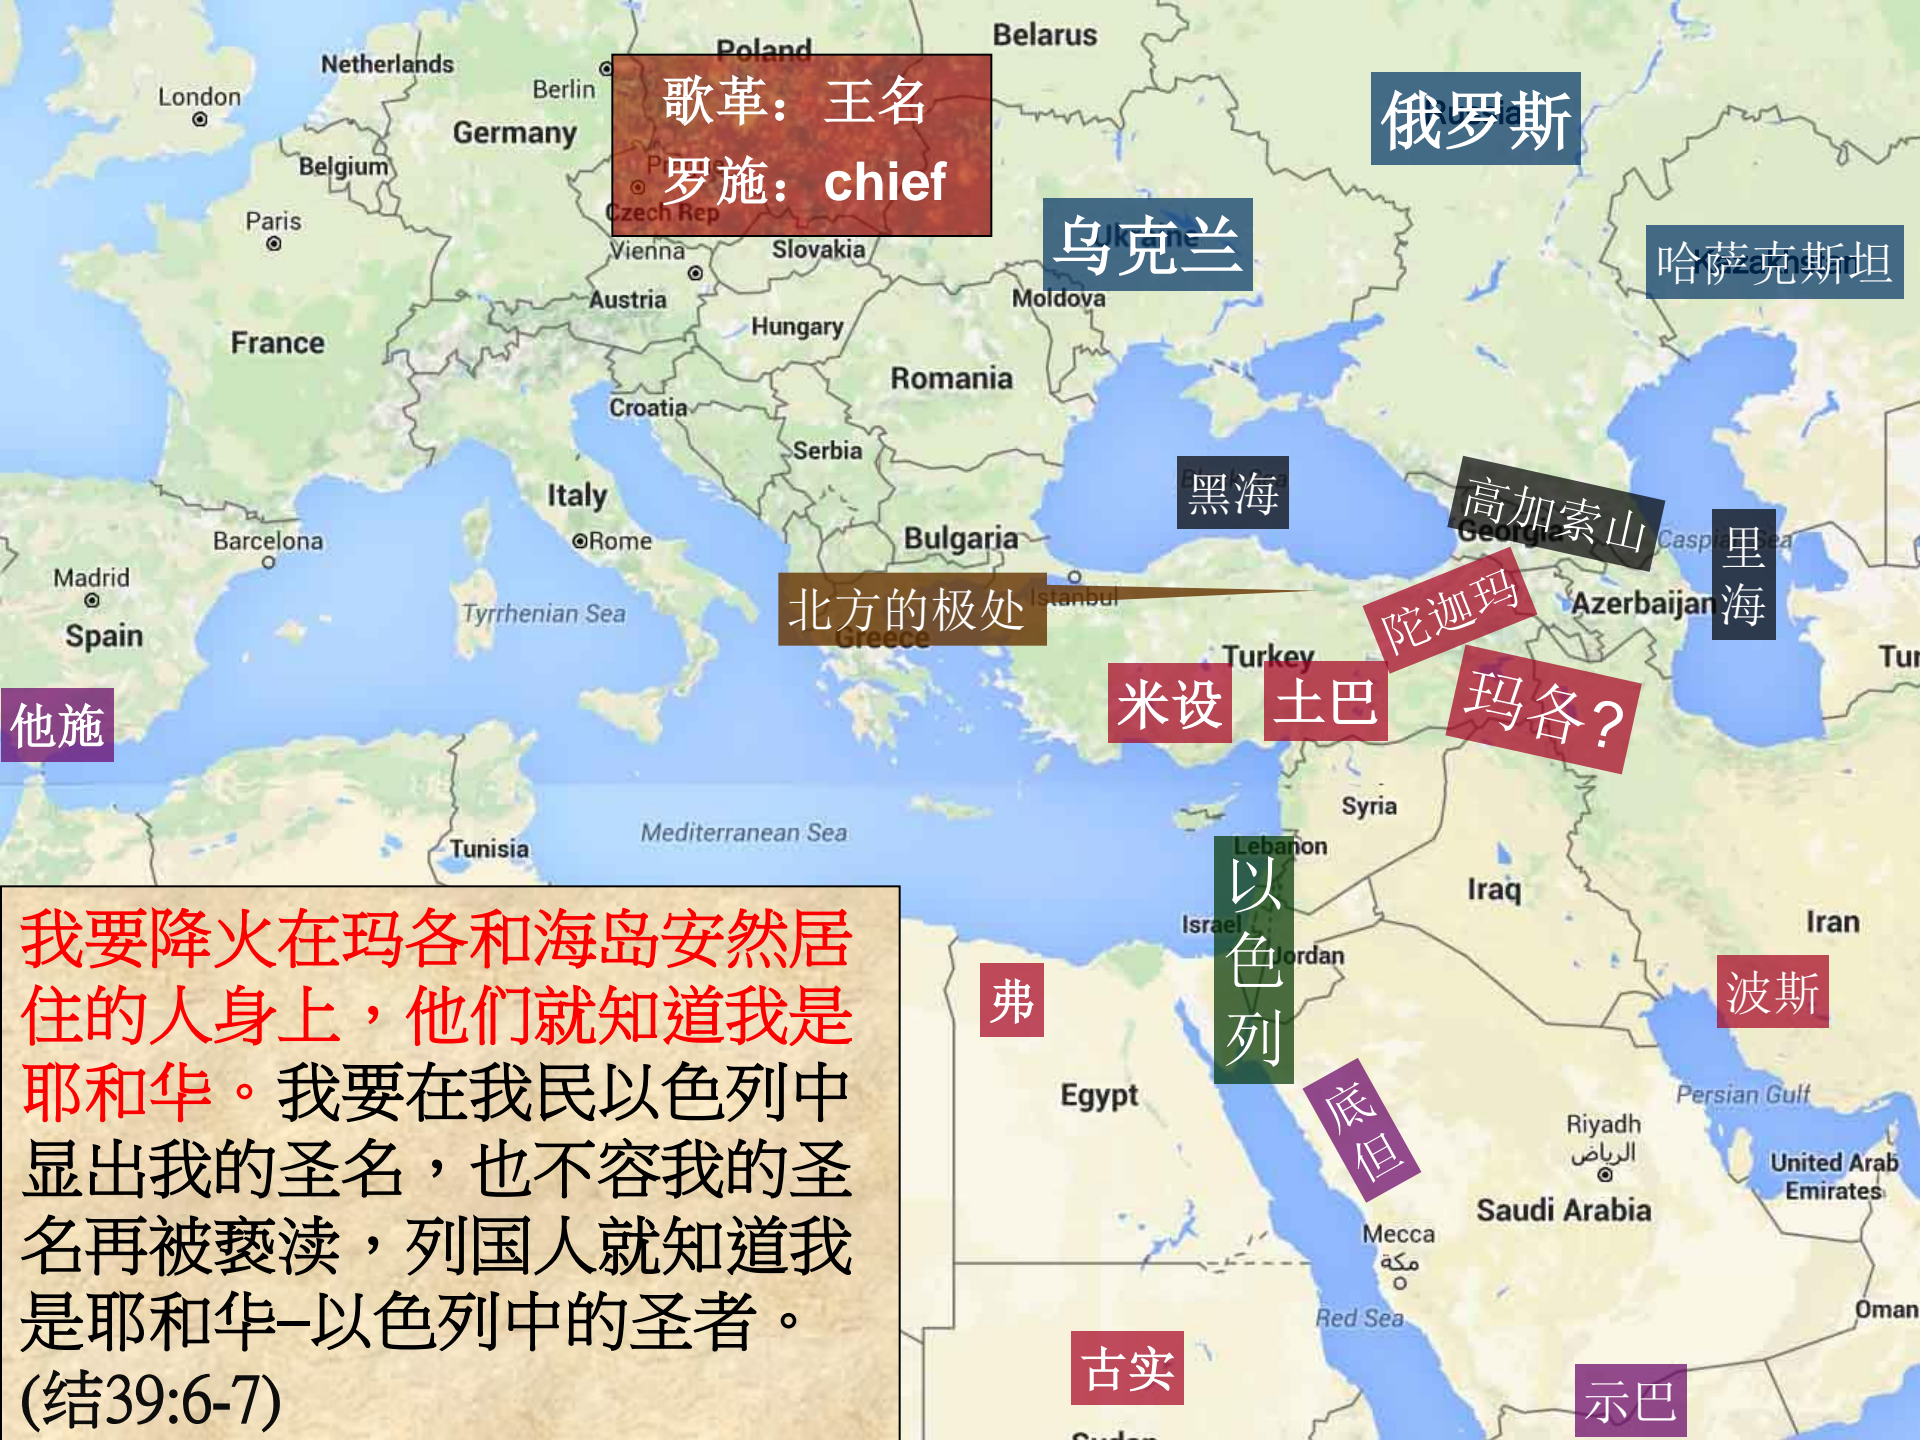 Belarus
Poland
Netherlands
Berlin
London
Germany
Belgium
歌革：王名
罗施：chief
Czech Rep
俄罗斯
乌克兰
哈萨克斯坦
Paris
Vienna
Slovakia
Austria
Moldova
Hungary
France
Romania
Croatia
Serbia
Italy
黑海
高加索山
Georgia
Caspian Sea
里海
Barcelona
Rome
Bulgaria
Madrid
Spain
Tyrrhenian Sea
北方的极处
Istanbul
Greece
陀迦玛
Azerbaijan
Turkey
Tur
米设
土巴
玛各?
他施
Syria
Mediterranean Sea
Tunisia
Lebanon
以色列
Iraq
Iran
Israel
Jordan
弗
波斯
Egypt
底但
Persian Gulf
Riyadh
الرياض
United Arab
Emirates
Saudi Arabia
Mecca
مكة
Red Sea
Oman
古实
示巴
我要降火在玛各和海岛安然居
住的人身上，他们就知道我是
耶和华。我要在我民以色列中
显出我的圣名，也不容我的圣
名再被亵渎，列国人就知道我
是耶和华–以色列中的圣者。
(结39:6-7)